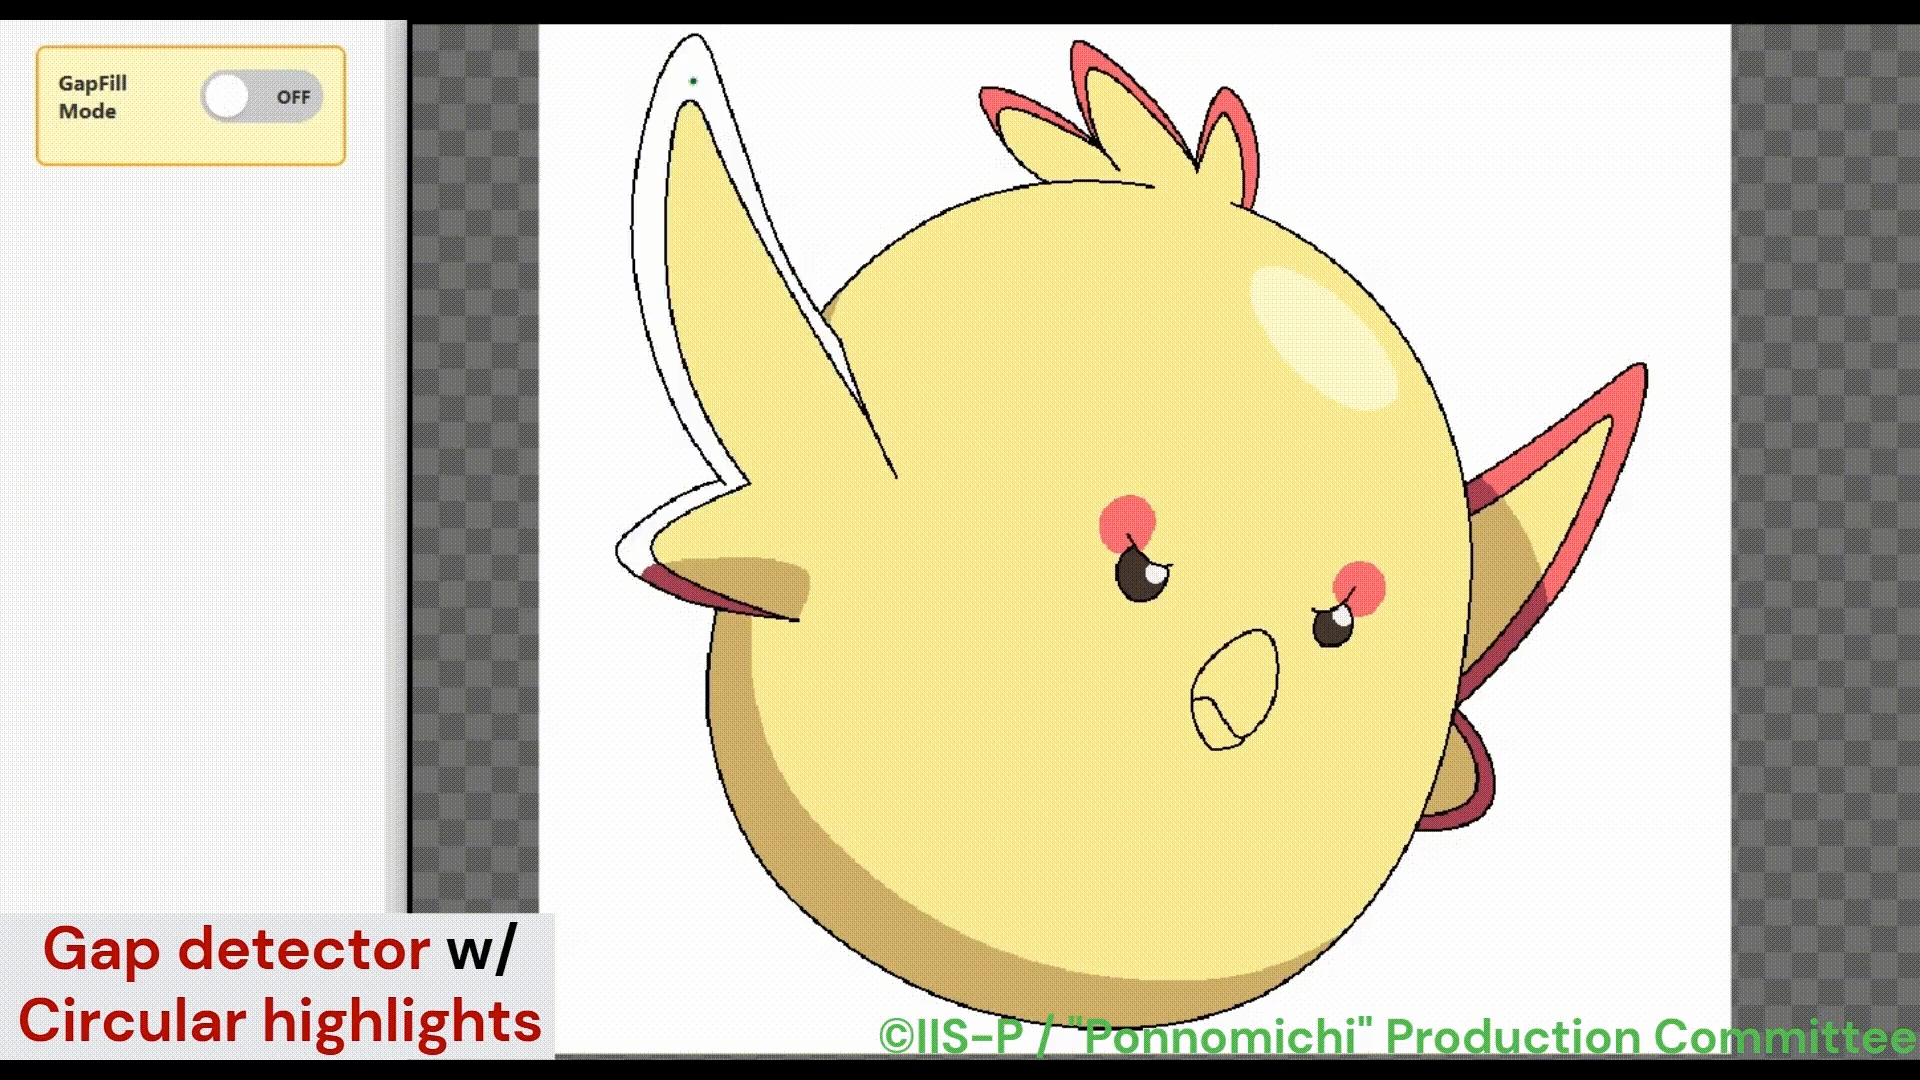 GapFill
Mode
OFF
Gap detector w/
Circular highlights
©IIS-P / "Ponnomichi" Production Committee